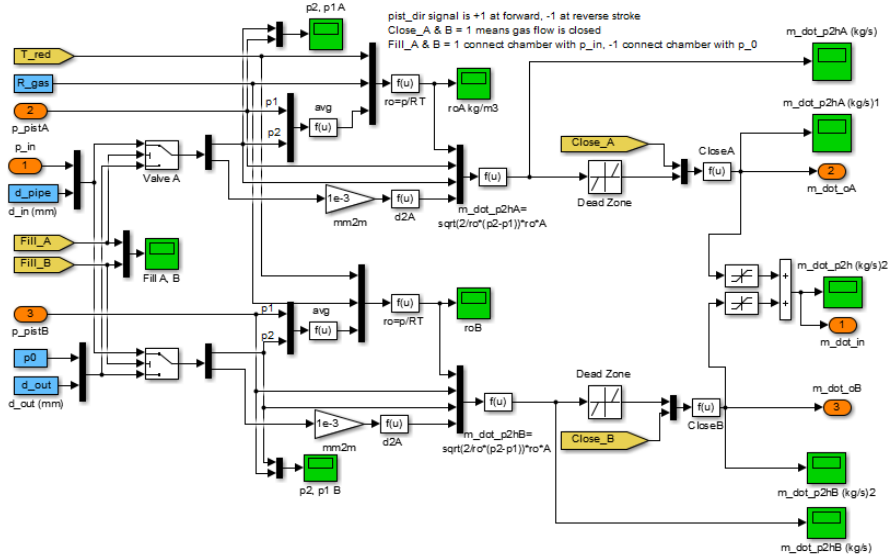 p2, p1 A
pist_dir signal is +1 at forward, -1 at reverse stroke
Close_A & B = 1 means gas flow is closed
Fill_A & B = 1 connect chamber with p_in, -1 connect chamber with p_0
m_dot_p2hA (kg/s)
T_red
R_gas
f(u)
ro=p/RT
roA kg/m3
m_dot_p2hA (kg/s)1
2
p_pistA
p1
p2
avg
f(u)
p_in
1
Valve A
d_pipe
d_in (mm)
1e-3
mm2m
f(u)
d2A
f(u)
m_dot_p2hA=
sqrt(2/ro*(p2-p1))*ro*A
Close_A
Dead Zone
CloseA
f(u)
2
m_dot_oA
Fill_A
Fill_B
Fill A, B
m_dot_p2h (kg/s)2
+
+
1
m_dot_in
3
p_pistB
p1
p2
avg
f(u)
f(u)
ro=p/RT
roB
p0
d_out
d_out (mm)
1e-3
mm2m
f(u)
d2A
f(u)
m_dot_p2hB=
sqrt(2/ro*(p2-p1))*ro*A
Dead Zone
Close_B
f(u)
CloseB
m_dot_oB
3
p2, p1 B
m_dot_p2hB (kg/s)2
m_dot_p2hB (kg/s)